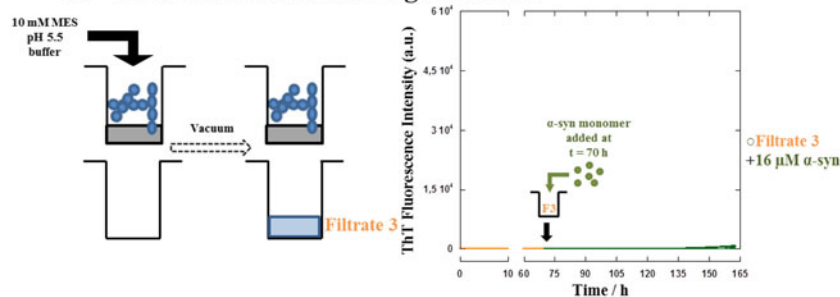 10 mM MES
pH 5.5
buffer
Vacuum
Filtrate 3
ThT Fluorescence Intensity (a.u.)
6 10⁴
4,5 10⁴
3 10⁴
1,5 10⁴
0
α-syn monomer
added at
t = 70 h
F3
Filtrate 3
+16 µM α-syn
0 10 60 75 90 105 120 135 150 165
Time / h